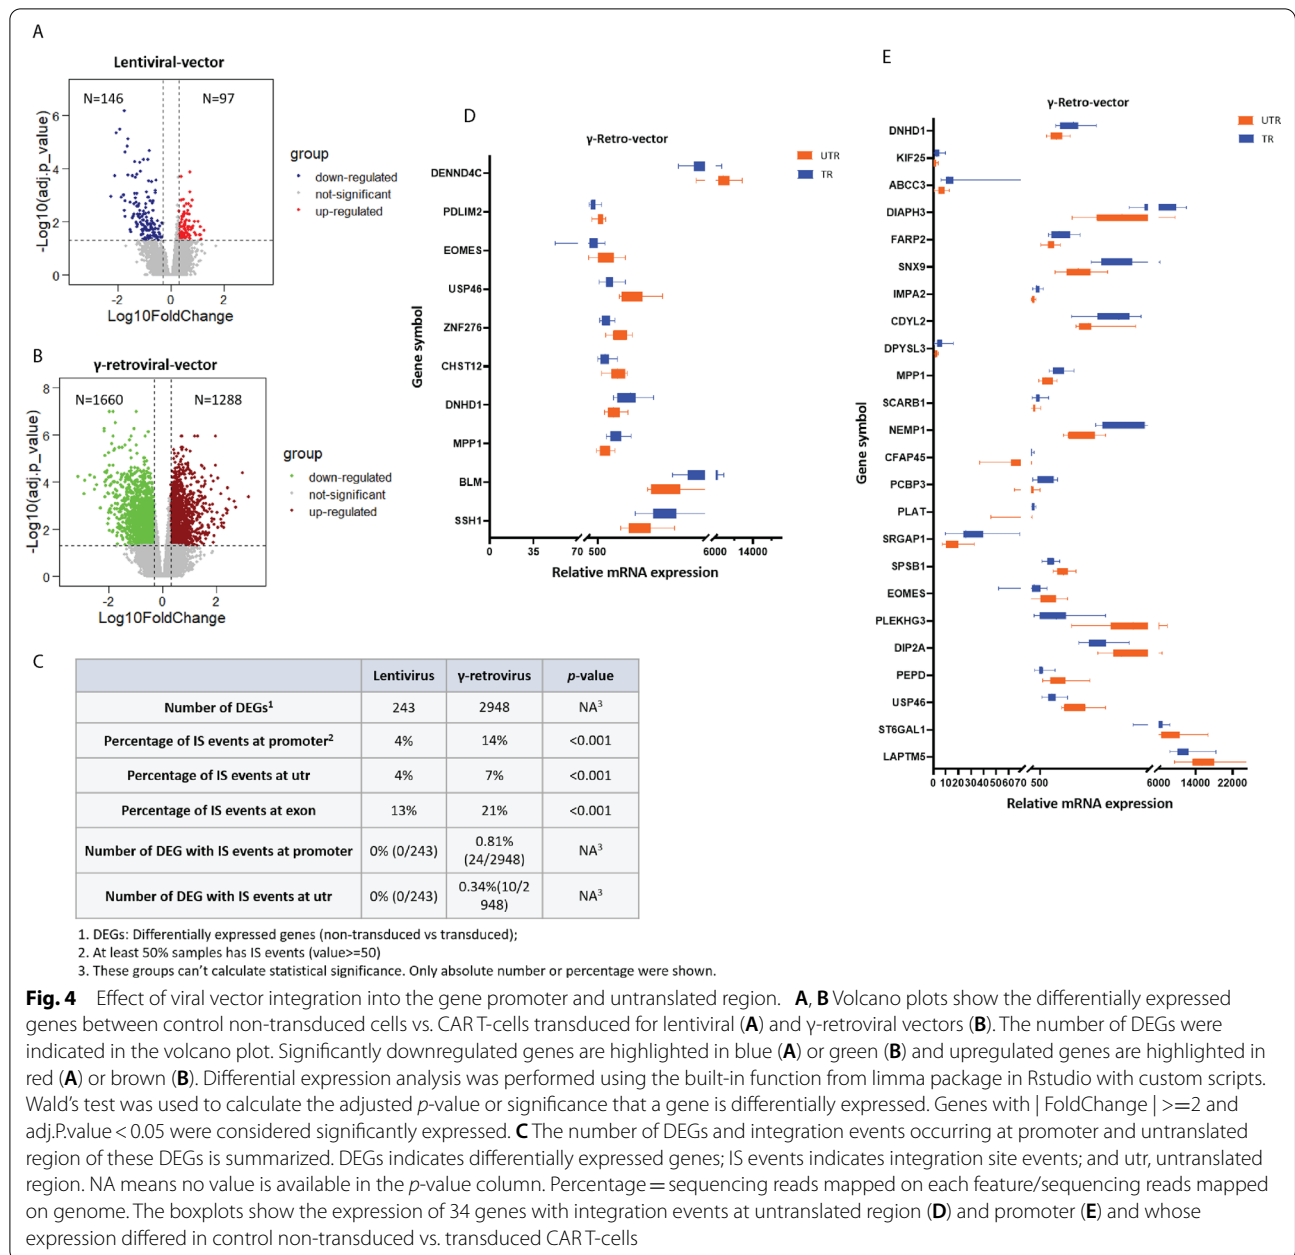 A
Lentiviral-vector
N=146
N=97
-Log10(adj.p_value)
6
4
2
0
-2
0
2
Log10FoldChange
group
down-regulated
not-significant
up-regulated
B
γ-retroviral-vector
N=1660
N=1288
-Log10(adj.p_value)
8
6
4
2
0
-2
0
2
Log10FoldChange
group
down-regulated
not-significant
up-regulated
D
γ-Retro-vector
UTR
TR
Gene symbol
DENND4C
PDLIM2
EOMES
USP46
ZNF276
CHST12
DNHD1
MPP1
BLM
SSH1
0 35 70 500 6000 14000
Relative mRNA expression
E
γ-Retro-vector
UTR
TR
Gene symbol
DNHD1
KIF25
ABCC3
DIAPH3
FARP2
SNX9
IMPA2
CDYL2
DPYSL3
MPP1
SCARB1
NEMP1
CFAP45
PCBP3
PLAT
SRGAP1
SPSB1
EOMES
PLEKHG3
DIP2A
PEPD
USP46
ST6GAL1
LAPTM5
0 10203040506070 500 6000 14000 22000
Relative mRNA expression
C
Lentivirus γ-retrovirus p-value
Number of DEGs1 243 2948 NA3
Percentage of IS events at promoter2 4% 14% <0.001
Percentage of IS events at utr 4% 7% <0.001
Percentage of IS events at exon 13% 21% <0.001
Number of DEG with IS events at promoter 0% (0/243) 0.81% (24/2948) NA3
Number of DEG with IS events at utr 0% (0/243) 0.34%(10/2948) NA3
1. DEGs: Differentially expressed genes (non-transduced vs transduced);
2. At least 50% samples has IS events (value>=50)
3. These groups can't calculate statistical significance. Only absolute number or percentage were shown.
Fig. 4 Effect of viral vector integration into the gene promoter and untranslated region. A, B Volcano plots show the differentially expressed
genes between control non-transduced cells vs. CAR T-cells transduced for lentiviral (A) and γ-retroviral vectors (B). The number of DEGs were
indicated in the volcano plot. Significantly downregulated genes are highlighted in blue (A) or green (B) and upregulated genes are highlighted in
red (A) or brown (B). Differential expression analysis was performed using the built-in function from limma package in Rstudio with custom scripts.
Wald's test was used to calculate the adjusted p-value or significance that a gene is differentially expressed. Genes with | FoldChange | >=2 and
adj.P.value < 0.05 were considered significantly expressed. C The number of DEGs and integration events occurring at promoter and untranslated
region of these DEGs is summarized. DEGs indicates differentially expressed genes; IS events indicates integration site events; and utr, untranslated
region. NA means no value is available in the p-value column. Percentage = sequencing reads mapped on each feature/sequencing reads mapped
on genome. The boxplots show the expression of 34 genes with integration events at untranslated region (D) and promoter (E) and whose
expression differed in control non-transduced vs. transduced CAR T-cells